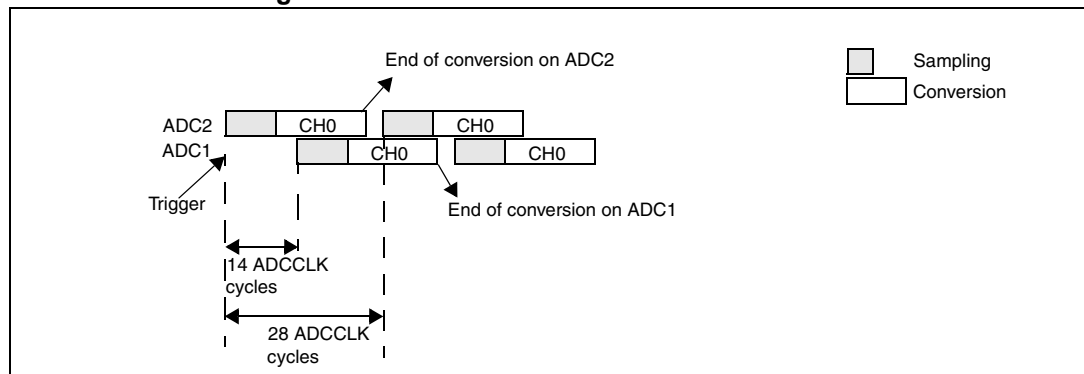 End of conversion on ADC2
Sampling
Conversion
ADC2
CH0
CH0
ADC1
CH0
CH0
Trigger
End of conversion on ADC1
14 ADCCLK
cycles
28 ADCCLK
cycles